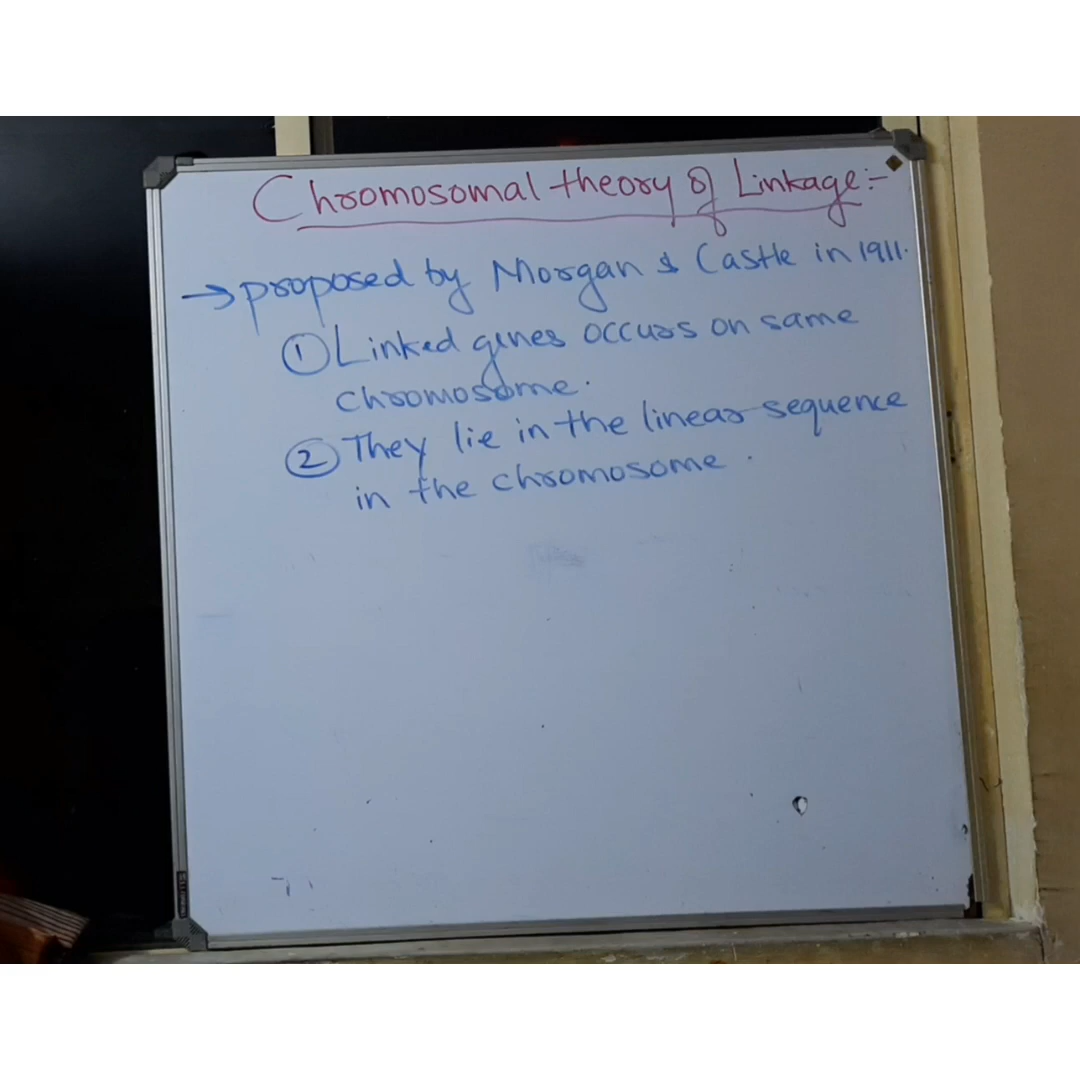 Chromosomal theory of Linkage:-
→ proposed by Morgan & Castle in 1911.
① Linked genes occurs on same
chromosome.
② They lie in the linear sequence
in the chromosome.